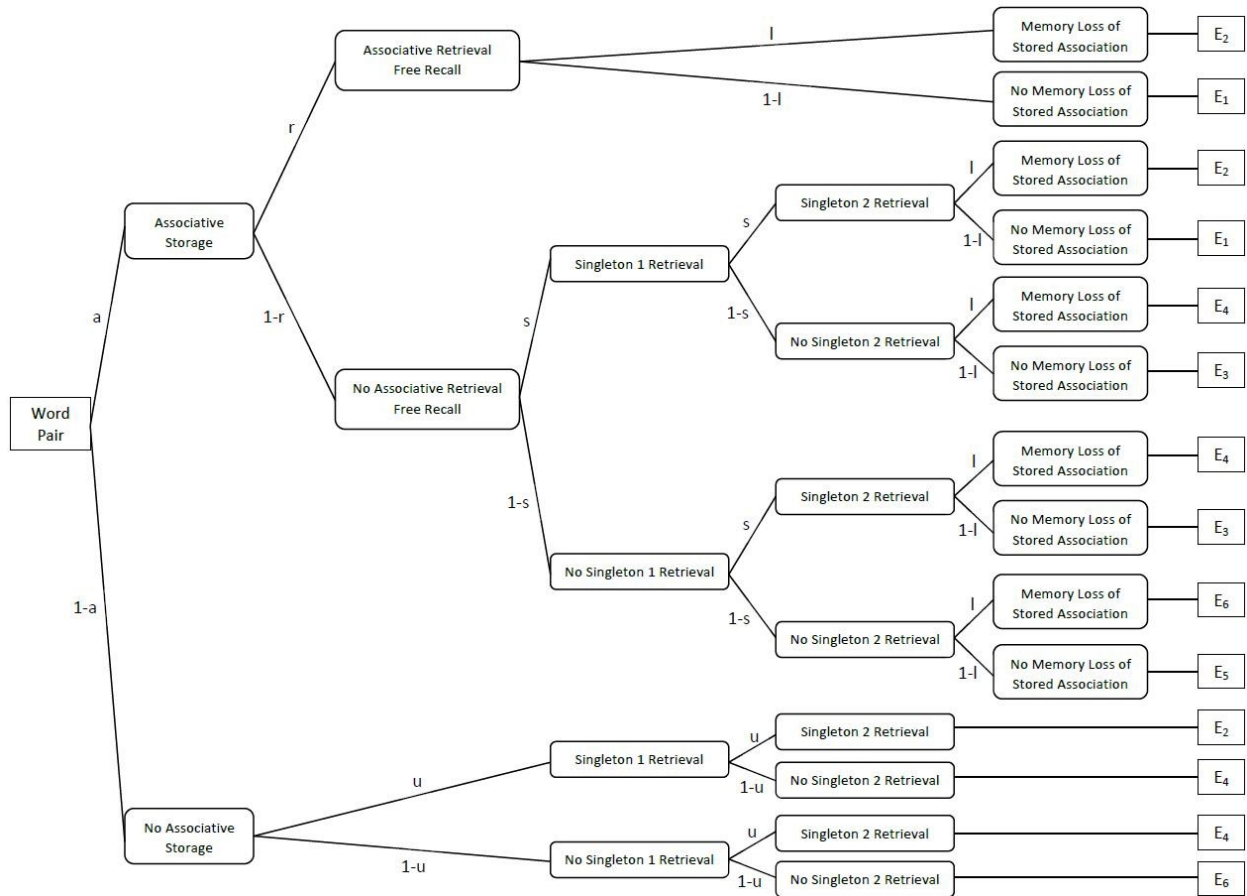 Word
Pair
a
1-a
Associative
Storage
No Associative
Storage
r
1-r
Associative Retrieval
Free Recall
No Associative Retrieval
Free Recall
l
1-l
Memory Loss of
Stored Association
E₂
No Memory Loss of
Stored Association
E₁
s
1-s
Singleton 1 Retrieval
No Singleton 1 Retrieval
s
1-s
Singleton 2 Retrieval
No Singleton 2 Retrieval
l
1-l
Memory Loss of
Stored Association
E₂
No Memory Loss of
Stored Association
E₁
l
1-l
Memory Loss of
Stored Association
E₄
No Memory Loss of
Stored Association
E₃
s
1-s
Singleton 2 Retrieval
No Singleton 2 Retrieval
l
1-l
Memory Loss of
Stored Association
E₄
No Memory Loss of
Stored Association
E₃
l
1-l
Memory Loss of
Stored Association
E₆
No Memory Loss of
Stored Association
E₅
u
1-u
Singleton 1 Retrieval
No Singleton 1 Retrieval
u
1-u
Singleton 2 Retrieval
E₂
No Singleton 2 Retrieval
E₄
u
1-u
Singleton 2 Retrieval
E₄
No Singleton 2 Retrieval
E₆